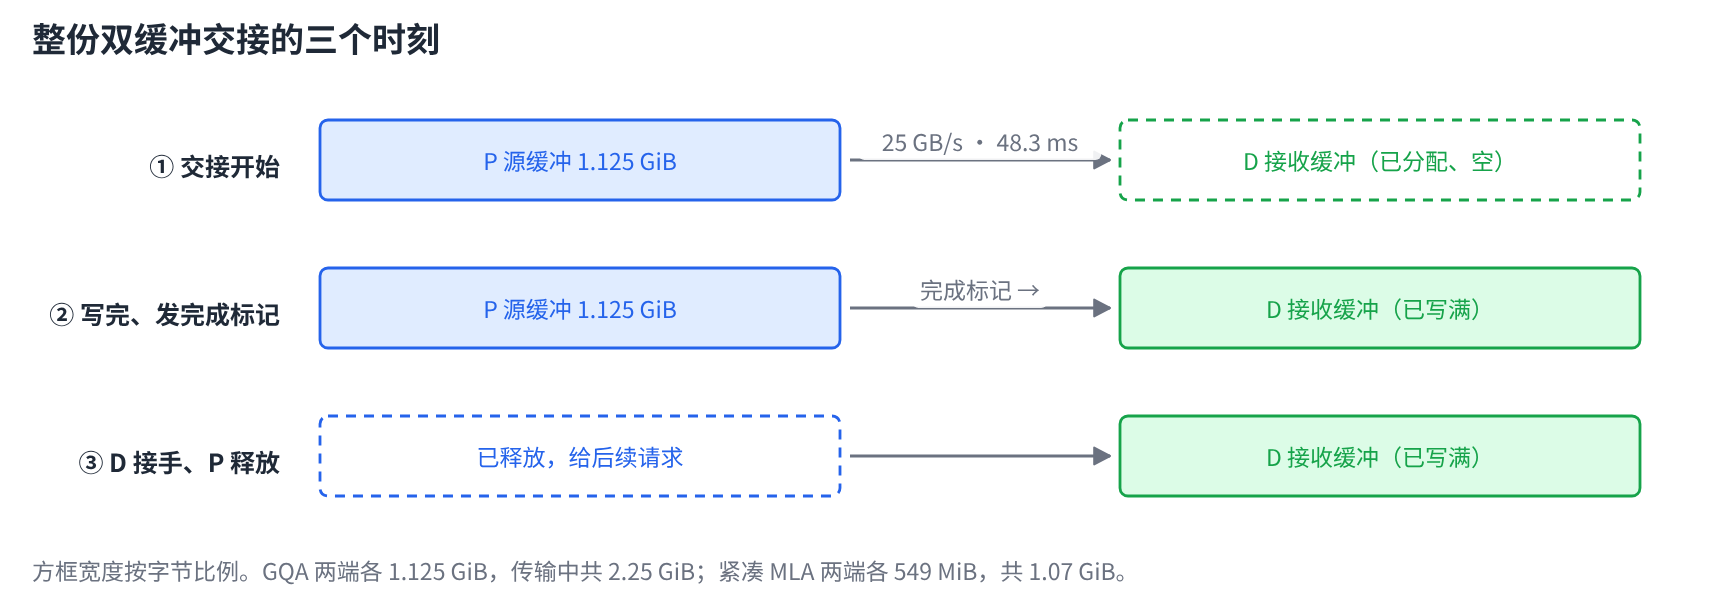 整份双缓冲交接的三个时刻
① 交接开始
P 源缓冲 1.125 GiB
25 GB/s · 48.3 ms
D 接收缓冲（已分配、空）
② 写完、发完成标记
P 源缓冲 1.125 GiB
完成标记 →
D 接收缓冲（已写满）
③ D 接手、P 释放
已释放，给后续请求
D 接收缓冲（已写满）
方框宽度按字节比例。GQA 两端各 1.125 GiB，传输中共 2.25 GiB；紧凑 MLA 两端各 549 MiB，共 1.07 GiB。